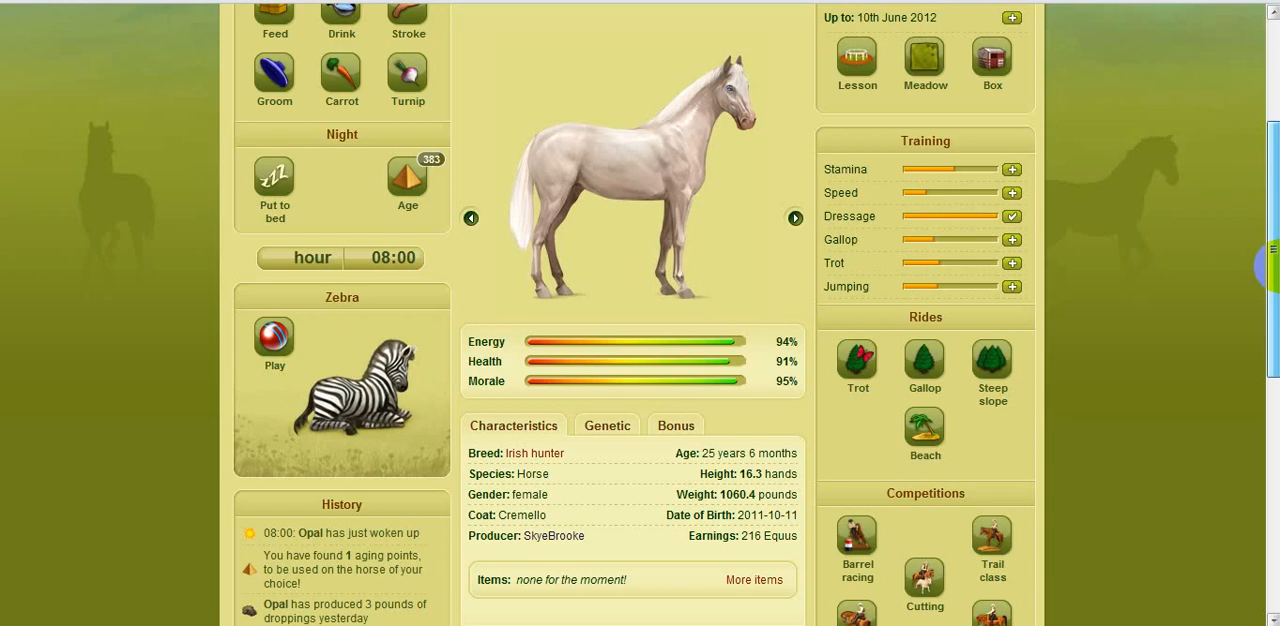 Feed
Drink
Stroke
Groom
Carrot
Turnip
Night
383
Put to
bed
Age
hour 08:00
Zebra
Play
History
08:00: Opal has just woken up
You have found 1 aging points,
to be used on the horse of your
choice!
Opal has produced 3 pounds of
droppings yesterday
Energy 94%
Health 91%
Morale 95%
Characteristics
Genetic
Bonus
Breed: Irish hunter
Age: 25 years 6 months
Species: Horse
Height: 16.3 hands
Gender: female
Weight: 1060.4 pounds
Coat: Cremello
Date of Birth: 2011-10-11
Producer: SkyeBrooke
Earnings: 216 Equus
Items: none for the moment!
More items
Up to: 10th June 2012
Lesson
Meadow
Box
Training
Stamina
Speed
Dressage
Gallop
Trot
Jumping
Rides
Trot
Gallop
Steep
slope
Beach
Competitions
Barrel
racing
Trail
class
Cutting